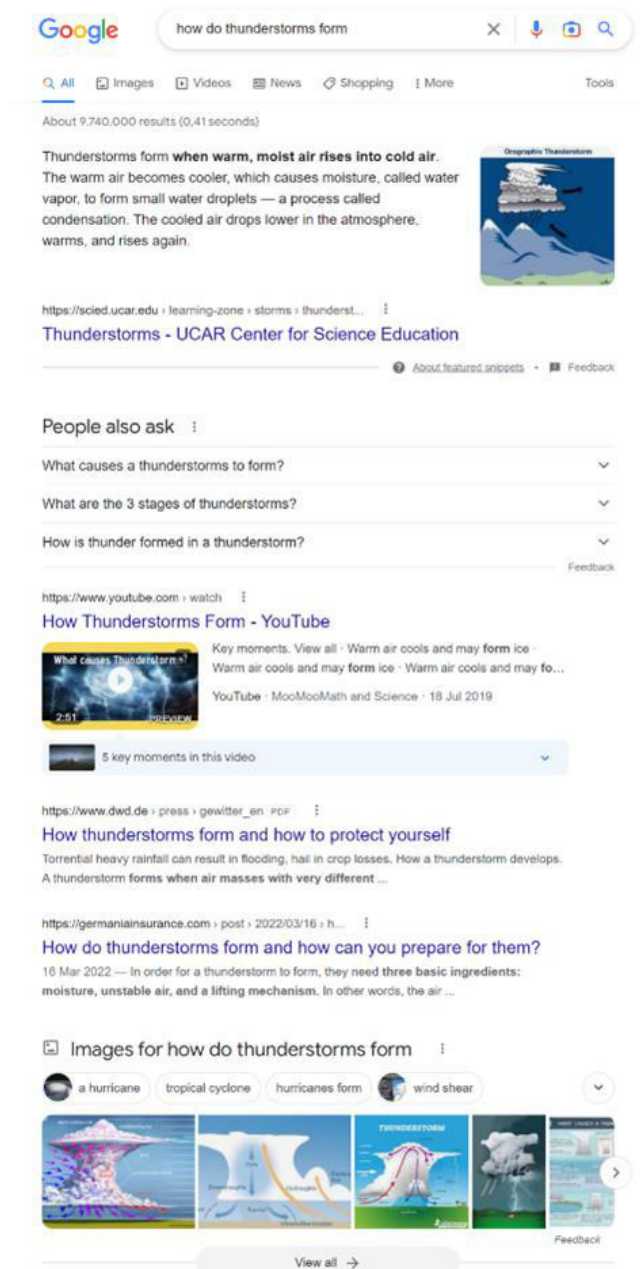 Google
how do thunderstorms form
All Images Videos News Shopping More Tools
About 9.740.000 results (0,41 seconds)
Thunderstorms form when warm, moist air rises into cold air.
The warm air becomes cooler, which causes moisture, called water
vapor, to form small water droplets — a process called
condensation. The cooled air drops lower in the atmosphere,
warms, and rises again.
Orographic Thunderstorm
https://scied.ucar.edu › learning-zone › storms › thunderst...
Thunderstorms - UCAR Center for Science Education
About featured snippets • Feedback
People also ask
What causes a thunderstorms to form?
What are the 3 stages of thunderstorms?
How is thunder formed in a thunderstorm?
Feedback
https://www.youtube.com › watch
How Thunderstorms Form - YouTube
What causes Thunderstorms?
2:51 PREVIEW
Key moments. View all · Warm air cools and may form ice ·
Warm air cools and may form ice · Warm air cools and may fo...
YouTube · MooMooMath and Science · 18 Jul 2019
5 key moments in this video
https://www.dwd.de › press › gewitter_en PDF
How thunderstorms form and how to protect yourself
Torrential heavy rainfall can result in flooding, hail in crop losses. How a thunderstorm develops.
A thunderstorm forms when air masses with very different ...
https://germaniainsurance.com › post › 2022/03/16 › h...
How do thunderstorms form and how can you prepare for them?
16 Mar 2022 — In order for a thunderstorm to form, they need three basic ingredients:
moisture, unstable air, and a lifting mechanism. In other words, the air ...
Images for how do thunderstorms form
a hurricane
tropical cyclone
hurricanes form
wind shear
THUNDERSTORM
Feedback
View all →